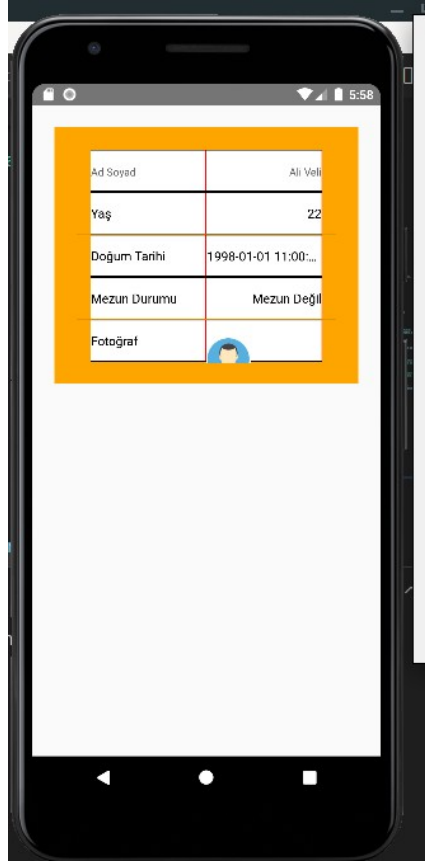 5:58
Ad Soyad Ali Veli
Yaş 22
Doğum Tarihi 1998-01-01 11:00:...
Mezun Durumu Mezun Değil
Fotoğraf